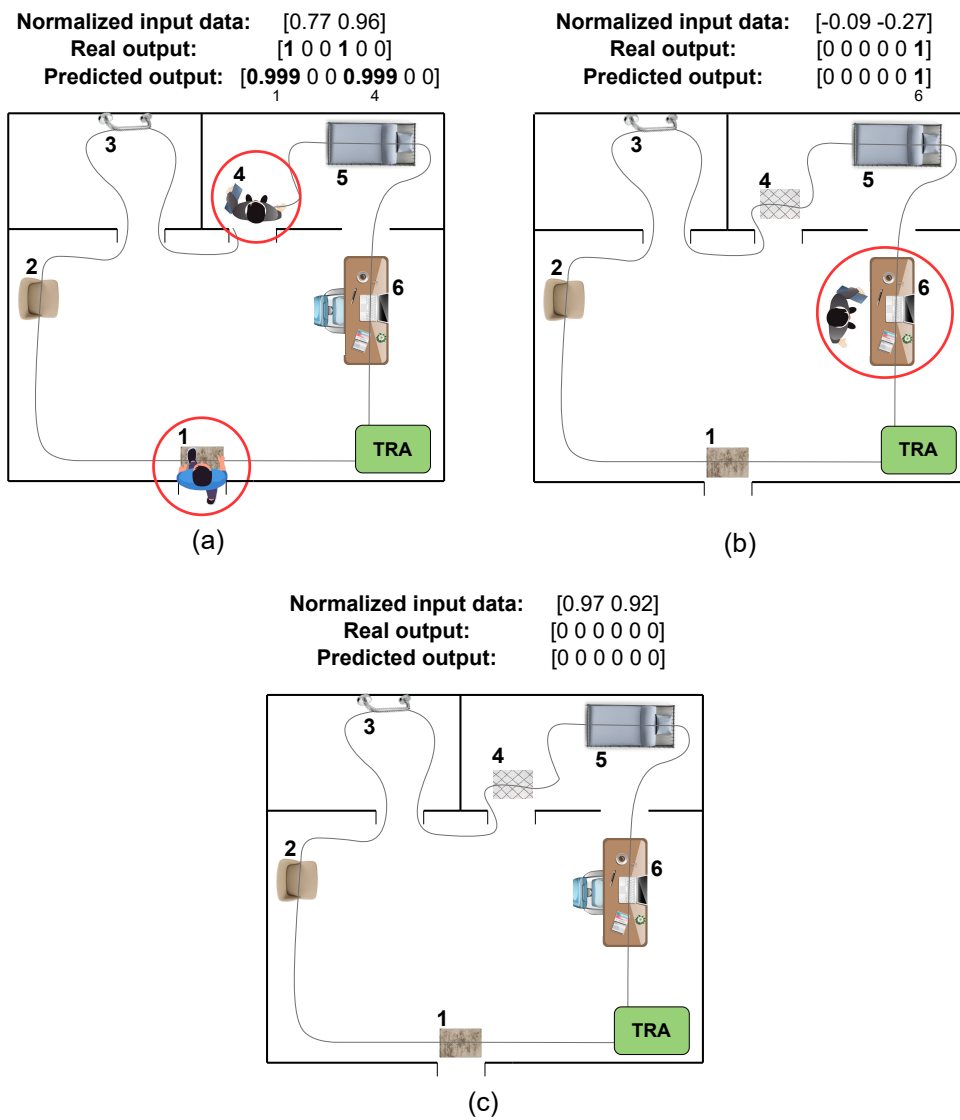 Normalized input data: [0.77 0.96]
Real output: [1 0 0 1 0 0]
Predicted output: [0.999 0 0 0.999 0 0]
1 4
3
4
5
2
6
1
TRA
(a)
Normalized input data: [-0.09 -0.27]
Real output: [0 0 0 0 0 1]
Predicted output: [0 0 0 0 0 1]
6
3
4
5
2
6
1
TRA
(b)
Normalized input data: [0.97 0.92]
Real output: [0 0 0 0 0 0]
Predicted output: [0 0 0 0 0 0]
3
4
5
2
6
1
TRA
(c)